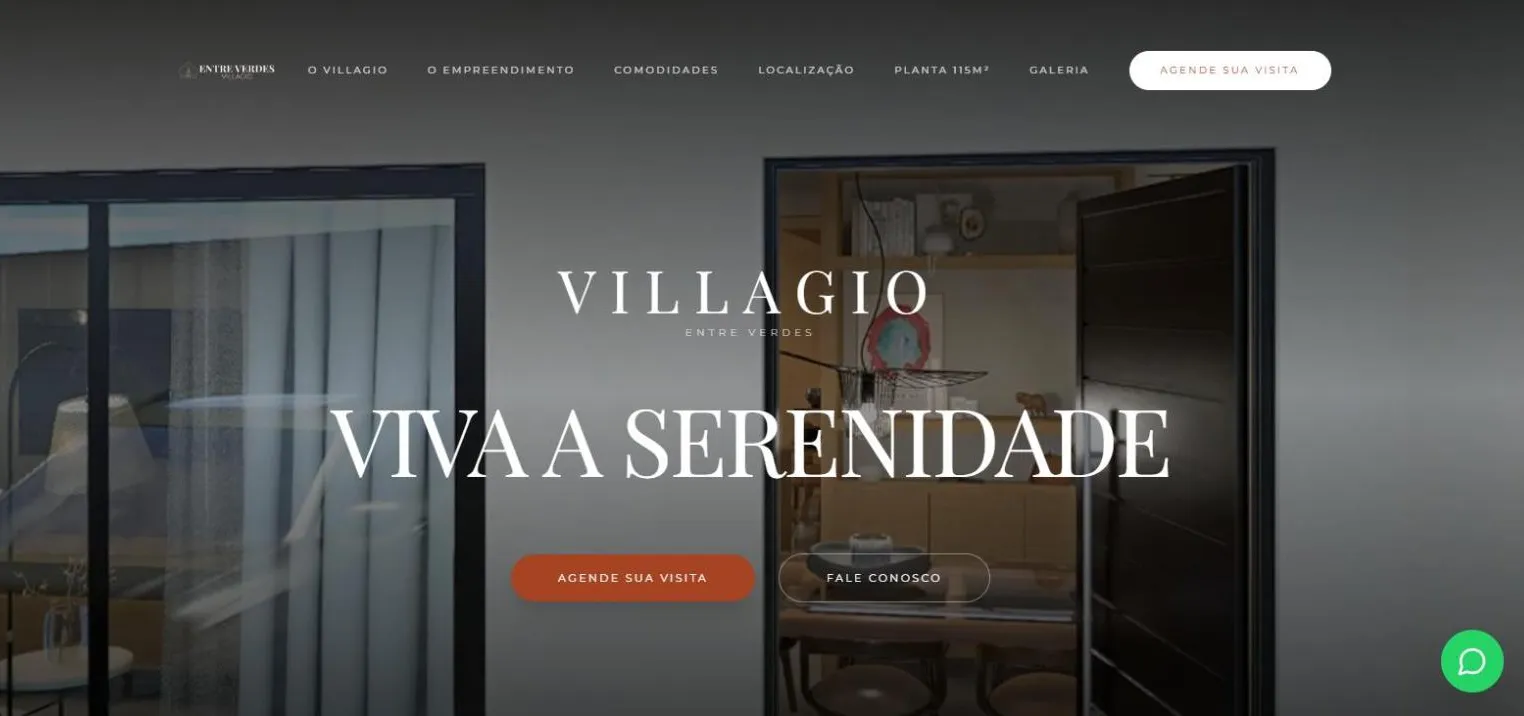 ENTRE VERDES
VILLAGIO
O VILLAGIO
O EMPREENDIMENTO
COMODIDADES
LOCALIZAÇÃO
PLANTA 115M²
GALERIA
AGENDE SUA VISITA
VILLAGIO
ENTRE VERDES
VIVA A SERENIDADE
AGENDE SUA VISITA
FALE CONOSCO